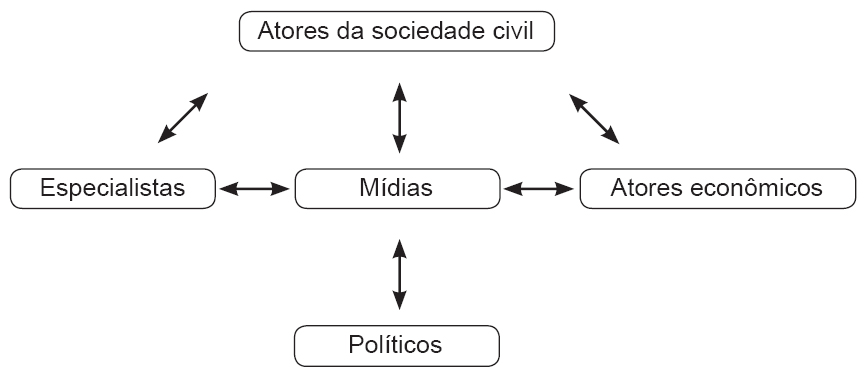 Atores da sociedade civil
Especialistas
Mídias
Atores econômicos
Políticos